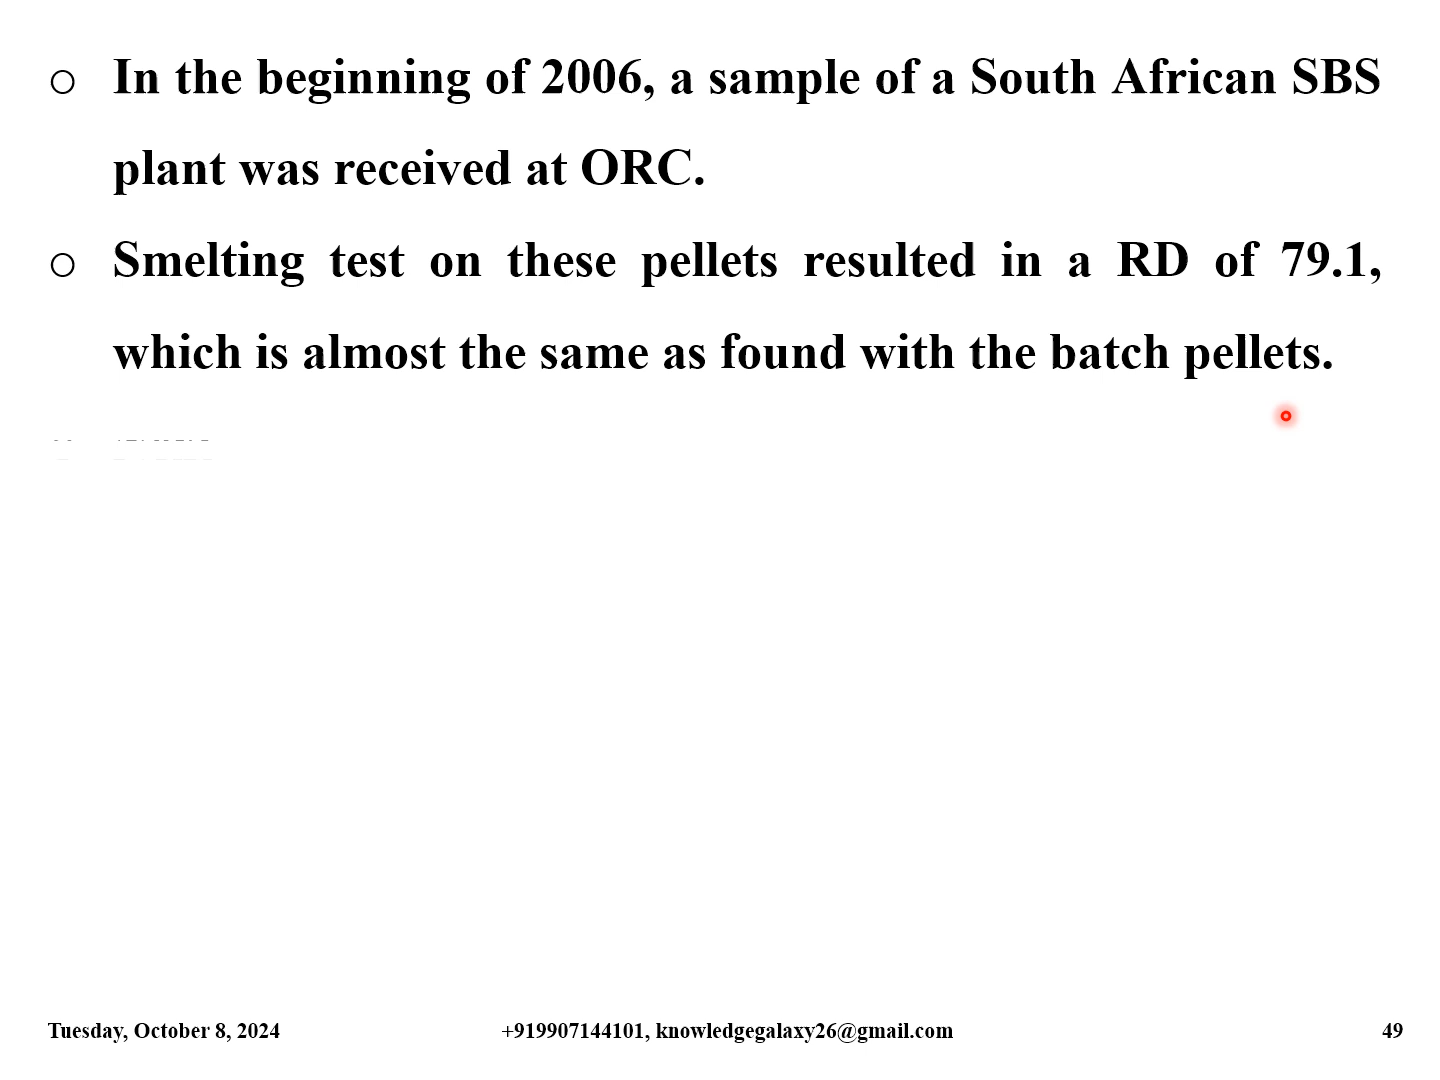 o In the beginning of 2006, a sample of a South African SBS
plant was received at ORC.
o Smelting test on these pellets resulted in a RD of 79.1,
which is almost the same as found with the batch pellets.
Tuesday, October 8, 2024
+919907144101, knowledgegalaxy26@gmail.com
49